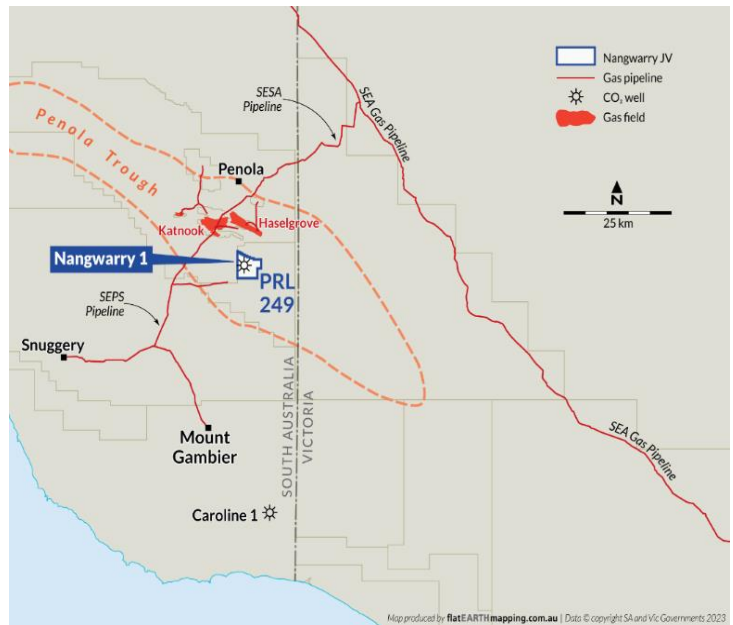 Nangwarry JV
Gas pipeline
CO₂ well
Gas field
N
25 km
SESA
Pipeline
SEA Gas Pipeline
Penola Trough
Penola
Katnook
Haselgrove
Nangwarry 1
PRL
249
SEPS
Pipeline
Snuggery
Mount
Gambier
SOUTH AUSTRALIA
VICTORIA
SEA Gas Pipeline
Caroline 1
Map produced by flatEARTHmapping.com.au | Data © copyright SA and Vic Governments 2023